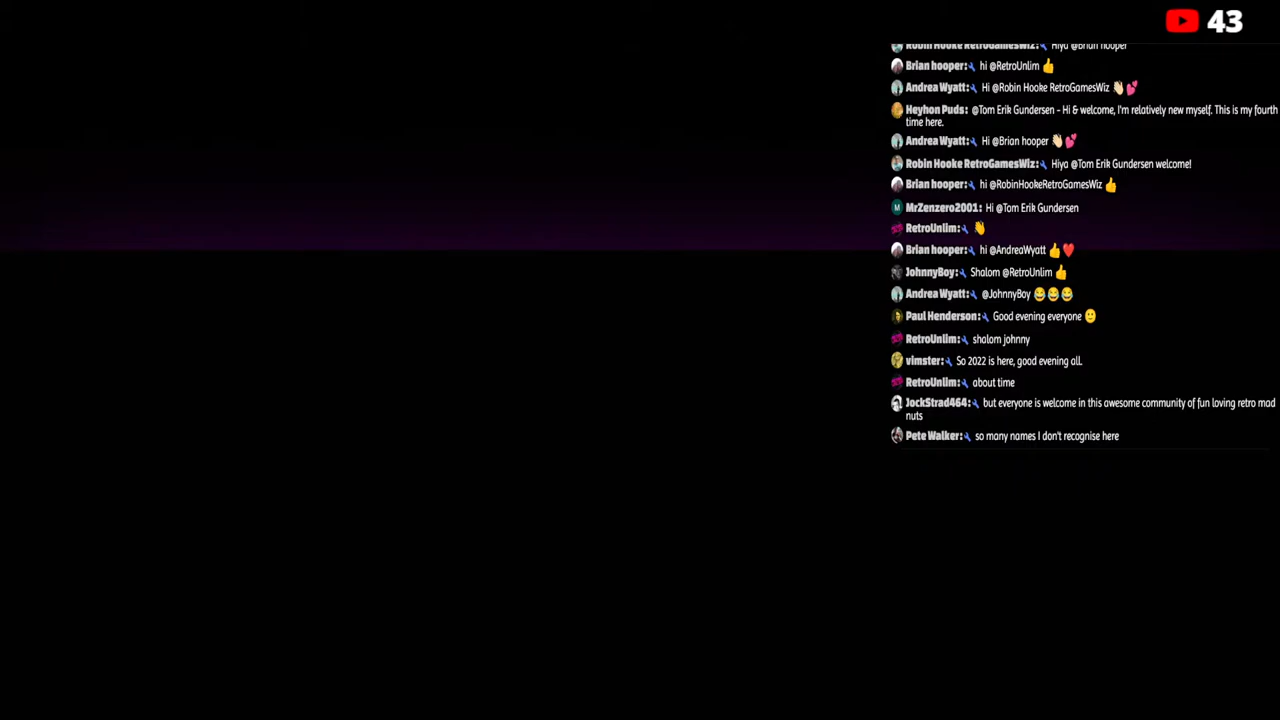 43
Robin Hooke RetroGamesWiz: Hiya @Brian hooper
Brian hooper: hi @RetroUnlim 👍
Andrea Wyatt: Hi @Robin Hooke RetroGamesWiz 👋🏻💕
Heyhon Puds: @Tom Erik Gundersen - Hi & welcome, I'm relatively new myself. This is my fourth
time here.
Andrea Wyatt: Hi @Brian hooper 👋🏻💕
Robin Hooke RetroGamesWiz: Hiya @Tom Erik Gundersen welcome!
Brian hooper: hi @RobinHookeRetroGamesWiz 👍
M MrZenzero2001: Hi @Tom Erik Gundersen
RetroUnlim: 👋
Brian hooper: hi @AndreaWyatt 👍❤️
JohnnyBoy: Shalom @RetroUnlim 👍
Andrea Wyatt: @JohnnyBoy 😂😂😂
Paul Henderson: Good evening everyone 🙂
RetroUnlim: shalom johnny
vimster: So 2022 is here, good evening all.
RetroUnlim: about time
JockStrad464: but everyone is welcome in this awesome community of fun loving retro mad
nuts
Pete Walker: so many names I don't recognise here